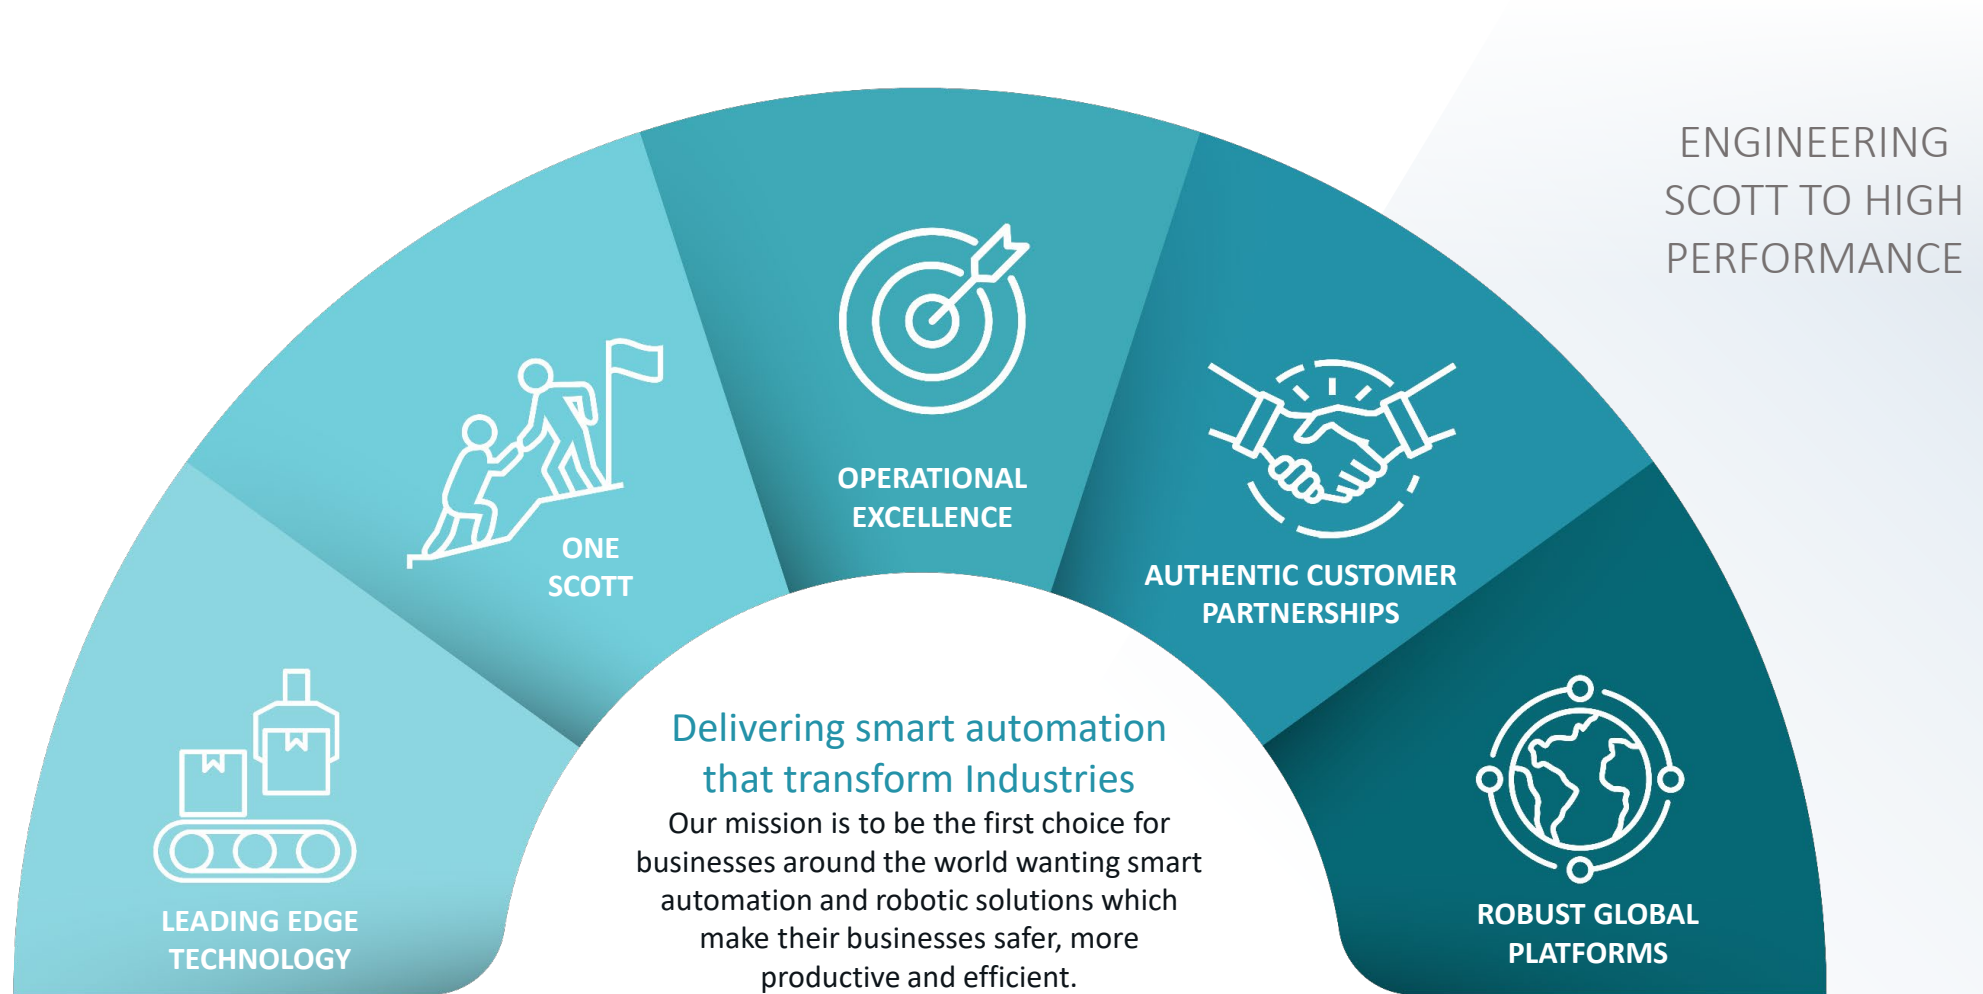 ENGINEERING
SCOTT TO HIGH
PERFORMANCE
OPERATIONAL
EXCELLENCE
ONE
SCOTT
AUTHENTIC CUSTOMER
PARTNERSHIPS
LEADING EDGE
TECHNOLOGY
ROBUST GLOBAL
PLATFORMS
Delivering smart automation
that transform Industries
Our mission is to be the first choice for
businesses around the world wanting smart
automation and robotic solutions which
make their businesses safer, more
productive and efficient.